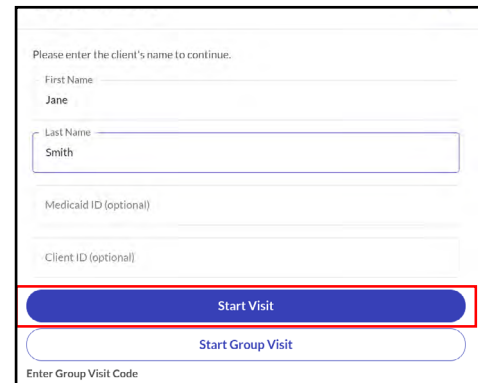 Please enter the client's name to continue.
First Name
Jane
Last Name
Smith
Medicaid ID (optional)
Client ID (optional)
Start Visit
Start Group Visit
Enter Group Visit Code